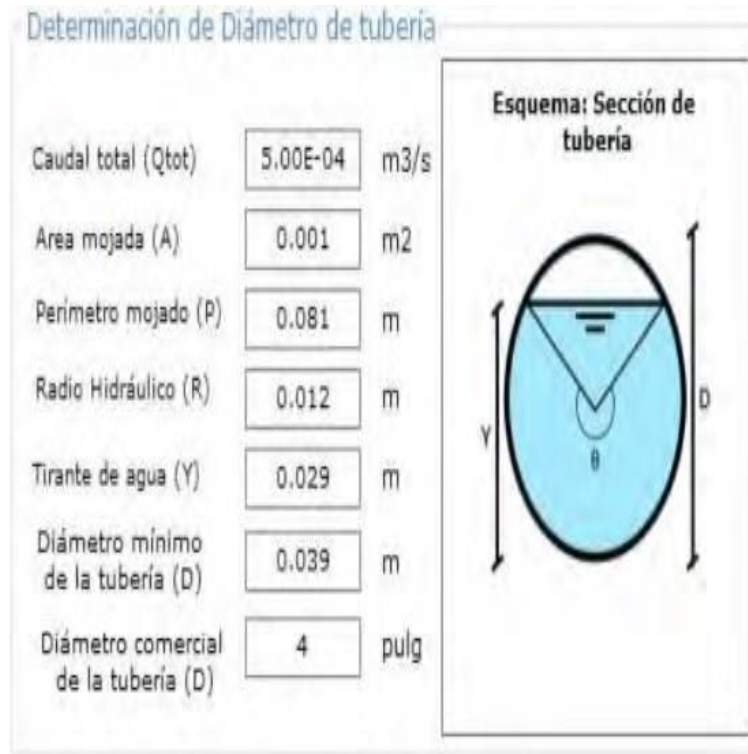 Determinación de Diámetro de tubería
Caudal total (Qtot) 5.00E-04 m3/s
Area mojada (A) 0.001 m2
Perímetro mojado (P) 0.081 m
Radio Hidráulico (R) 0.012 m
Tirante de agua (Y) 0.029 m
Diámetro mínimo
de la tubería (D) 0.039 m
Diámetro comercial
de la tubería (D) 4 pulg
Esquema: Sección de
tubería
Y
θ
D